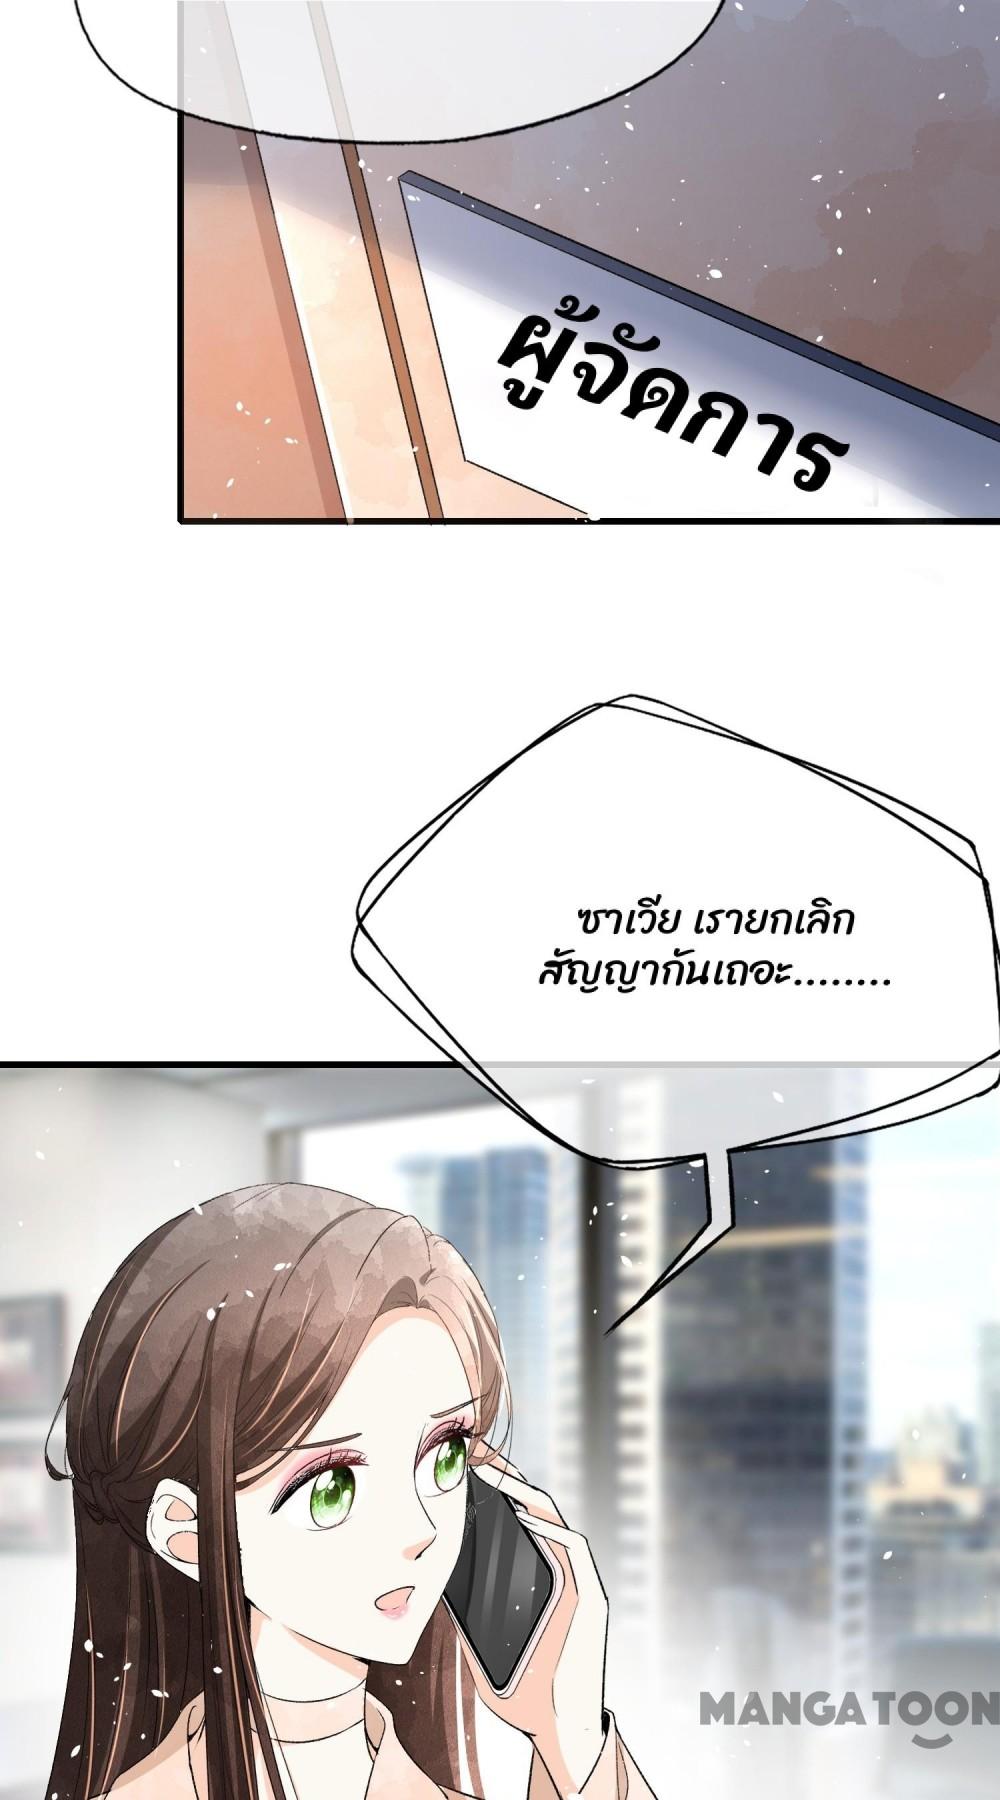 ผู้จัดการ
ซาเวีย เรายกเลิก
สัญญากันเถอะ........
MANGATOON